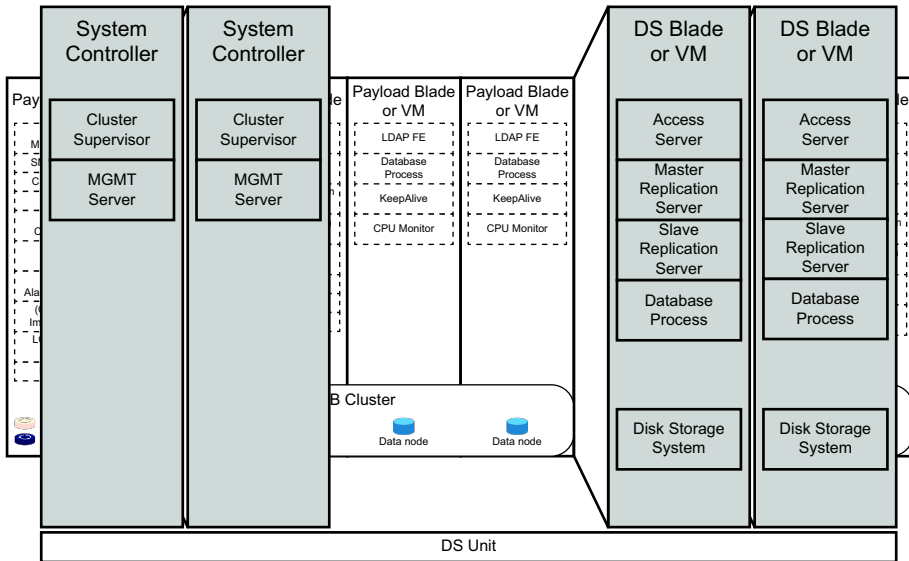 System
Controller
Cluster
Supervisor
MGMT
Server
System
Controller
Cluster
Supervisor
MGMT
Server
Payload Blade
or VM
LDAP FE
Database
Process
KeepAlive
CPU Monitor
Data node
Payload Blade
or VM
LDAP FE
Database
Process
KeepAlive
CPU Monitor
Data node
B Cluster
DS Blade
or VM
Access
Server
Master
Replication
Server
Slave
Replication
Server
Database
Process
Disk Storage
System
DS Blade
or VM
Access
Server
Master
Replication
Server
Slave
Replication
Server
Database
Process
Disk Storage
System
DS Unit